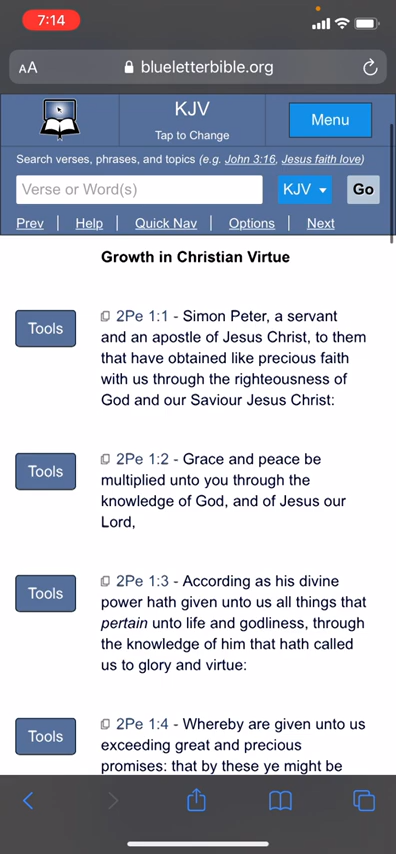 7:14
AA blueletterbible.org
KJV
Tap to Change
Menu
Search verses, phrases, and topics (e.g. John 3:16, Jesus faith love)
Verse or Word(s) KJV Go
Prev | Help | Quick Nav | Options | Next
Growth in Christian Virtue
Tools
2Pe 1:1 - Simon Peter, a servant
and an apostle of Jesus Christ, to them
that have obtained like precious faith
with us through the righteousness of
God and our Saviour Jesus Christ:
Tools
2Pe 1:2 - Grace and peace be
multiplied unto you through the
knowledge of God, and of Jesus our
Lord,
Tools
2Pe 1:3 - According as his divine
power hath given unto us all things that
pertain unto life and godliness, through
the knowledge of him that hath called
us to glory and virtue:
Tools
2Pe 1:4 - Whereby are given unto us
exceeding great and precious
promises: that by these ye might be